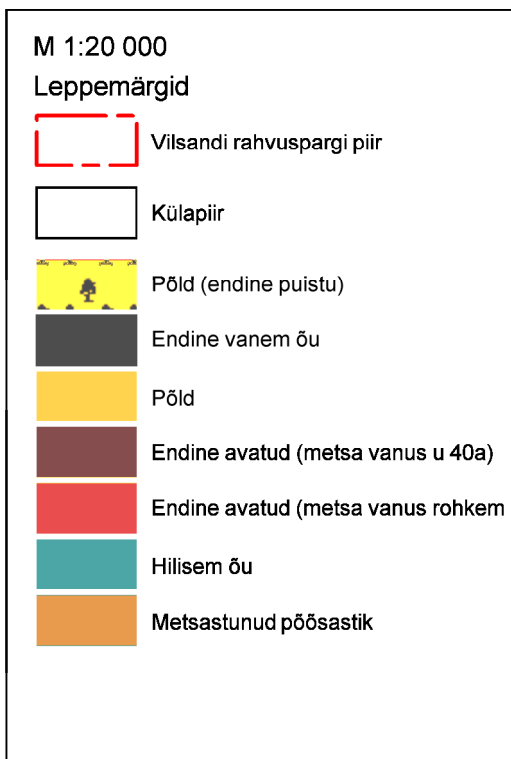 M 1:20 000
Leppemärgid
Vilsandi rahvuspargi piir
Külapiir
Põld (endine puistu)
Endine vanem õu
Põld
Endine avatud (metsa vanus u 40a)
Endine avatud (metsa vanus rohkem
Hilisem õu
Metsastunud põõsastik